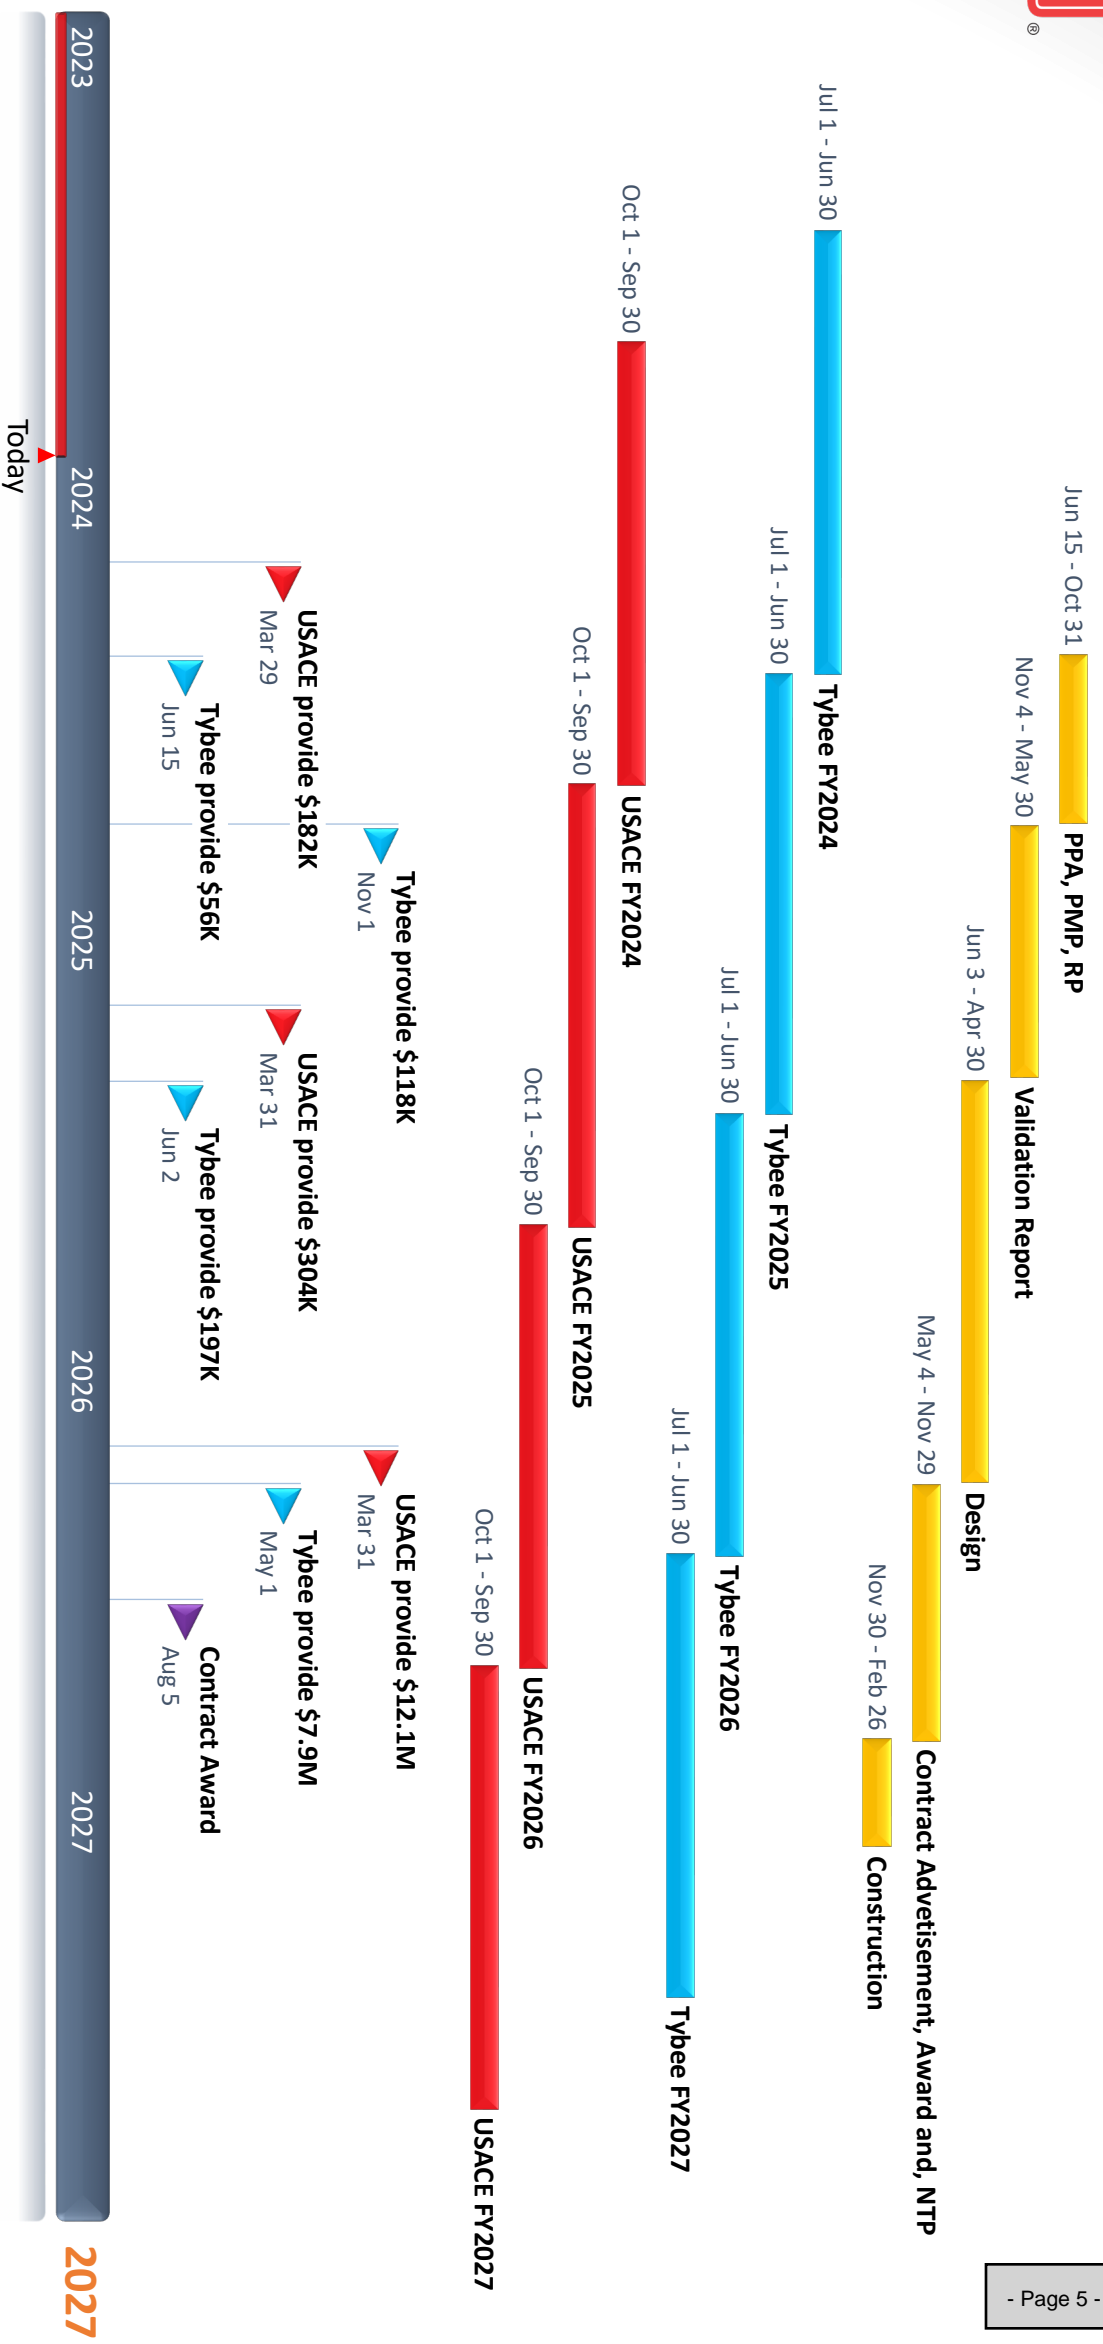 ®
Jun 15 - Oct 31 PPA, PMP, RP
Nov 4 - May 30 Validation Report
Jun 3 - Apr 30 Design
May 4 - Nov 29 Contract Advetisement, Award and, NTP
Nov 30 - Feb 26 Construction
Jul 1 - Jun 30 Tybee FY2024
Jul 1 - Jun 30 Tybee FY2025
Jul 1 - Jun 30 Tybee FY2026
Jul 1 - Jun 30 Tybee FY2027
Oct 1 - Sep 30 USACE FY2024
Oct 1 - Sep 30 USACE FY2025
Oct 1 - Sep 30 USACE FY2026
Oct 1 - Sep 30 USACE FY2027
Tybee provide $118K
Nov 1
USACE provide $12.1M
Mar 31
USACE provide $182K
Mar 29
USACE provide $304K
Mar 31
Tybee provide $7.9M
May 1
Tybee provide $56K
Jun 15
Tybee provide $197K
Jun 2
Contract Award
Aug 5
2023 2024 2025 2026 2027 2027
Today
- Page 5 -